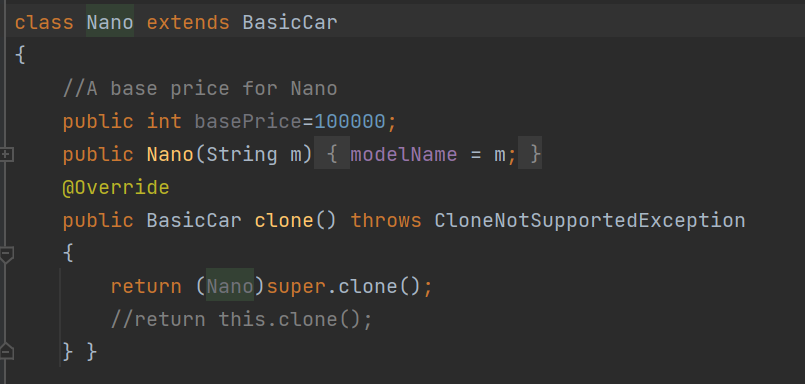 class Nano extends BasicCar
{
//A base price for Nano
public int basePrice=100000;
public Nano(String m) { modelName = m; }
@Override
public BasicCar clone() throws CloneNotSupportedException
{
return (Nano)super.clone();
//return this.clone();
} }